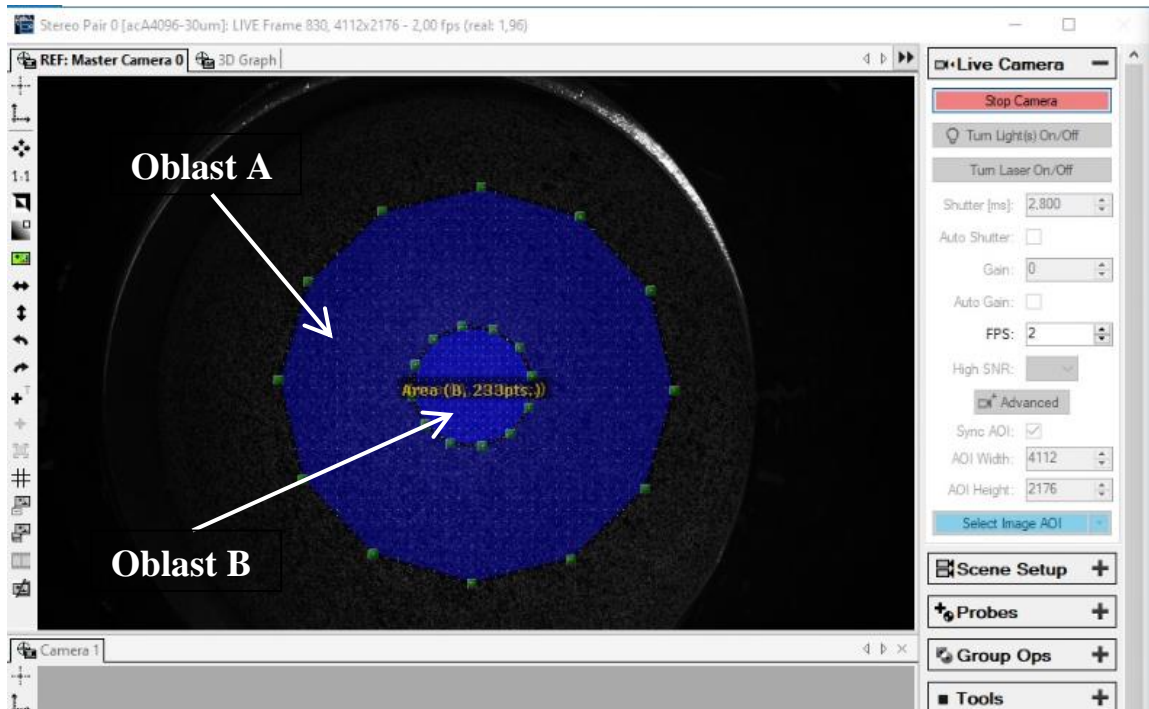 Stereo Pair 0 [acA4096-30um]: LIVE Frame 830, 4112x2176 - 2,00 fps (real: 1,96)
REF: Master Camera 0
3D Graph
1:1
Oblast A
Area (B, 233pts.))
Oblast B
Camera 1
Live Camera
Stop Camera
Turn Light(s) On/Off
Turn Laser On/Off
Shutter [ms]: 2,800
Auto Shutter:
Gain: 0
Auto Gain:
FPS: 2
High SNR:
Advanced
Sync AOI:
AOI Width: 4112
AOI Height: 2176
Select Image AOI
Scene Setup
Probes
Group Ops
Tools